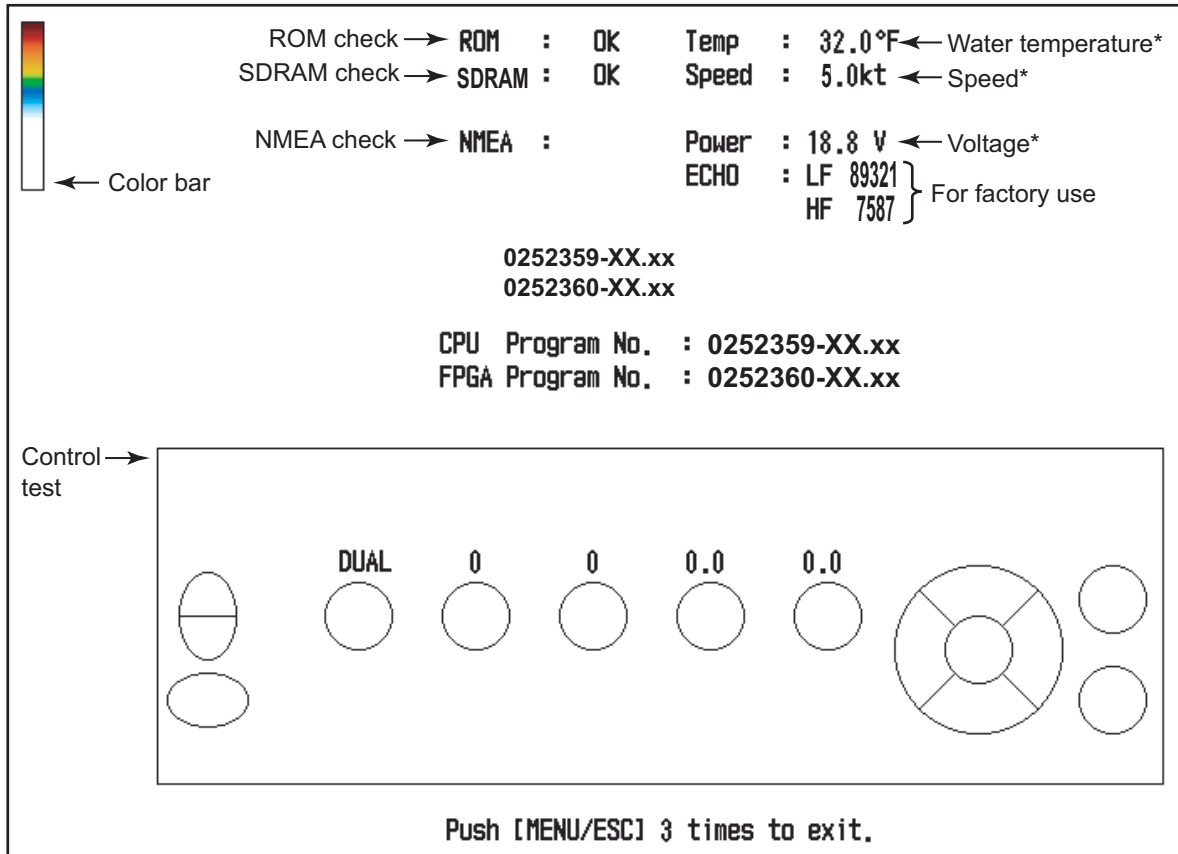 ROM check → ROM : OK Temp : 32.0°F ← Water temperature*
SDRAM check → SDRAM : OK Speed : 5.0kt ← Speed*
NMEA check → NMEA : Power : 18.8 V ← Voltage*
← Color bar
ECHO : LF 89321
HF 7587
For factory use
0252359-XX.xx
0252360-XX.xx
CPU Program No. : 0252359-XX.xx
FPGA Program No. : 0252360-XX.xx
Control →
test
DUAL 0 0 0.0 0.0
Push [MENU/ESC] 3 times to exit.